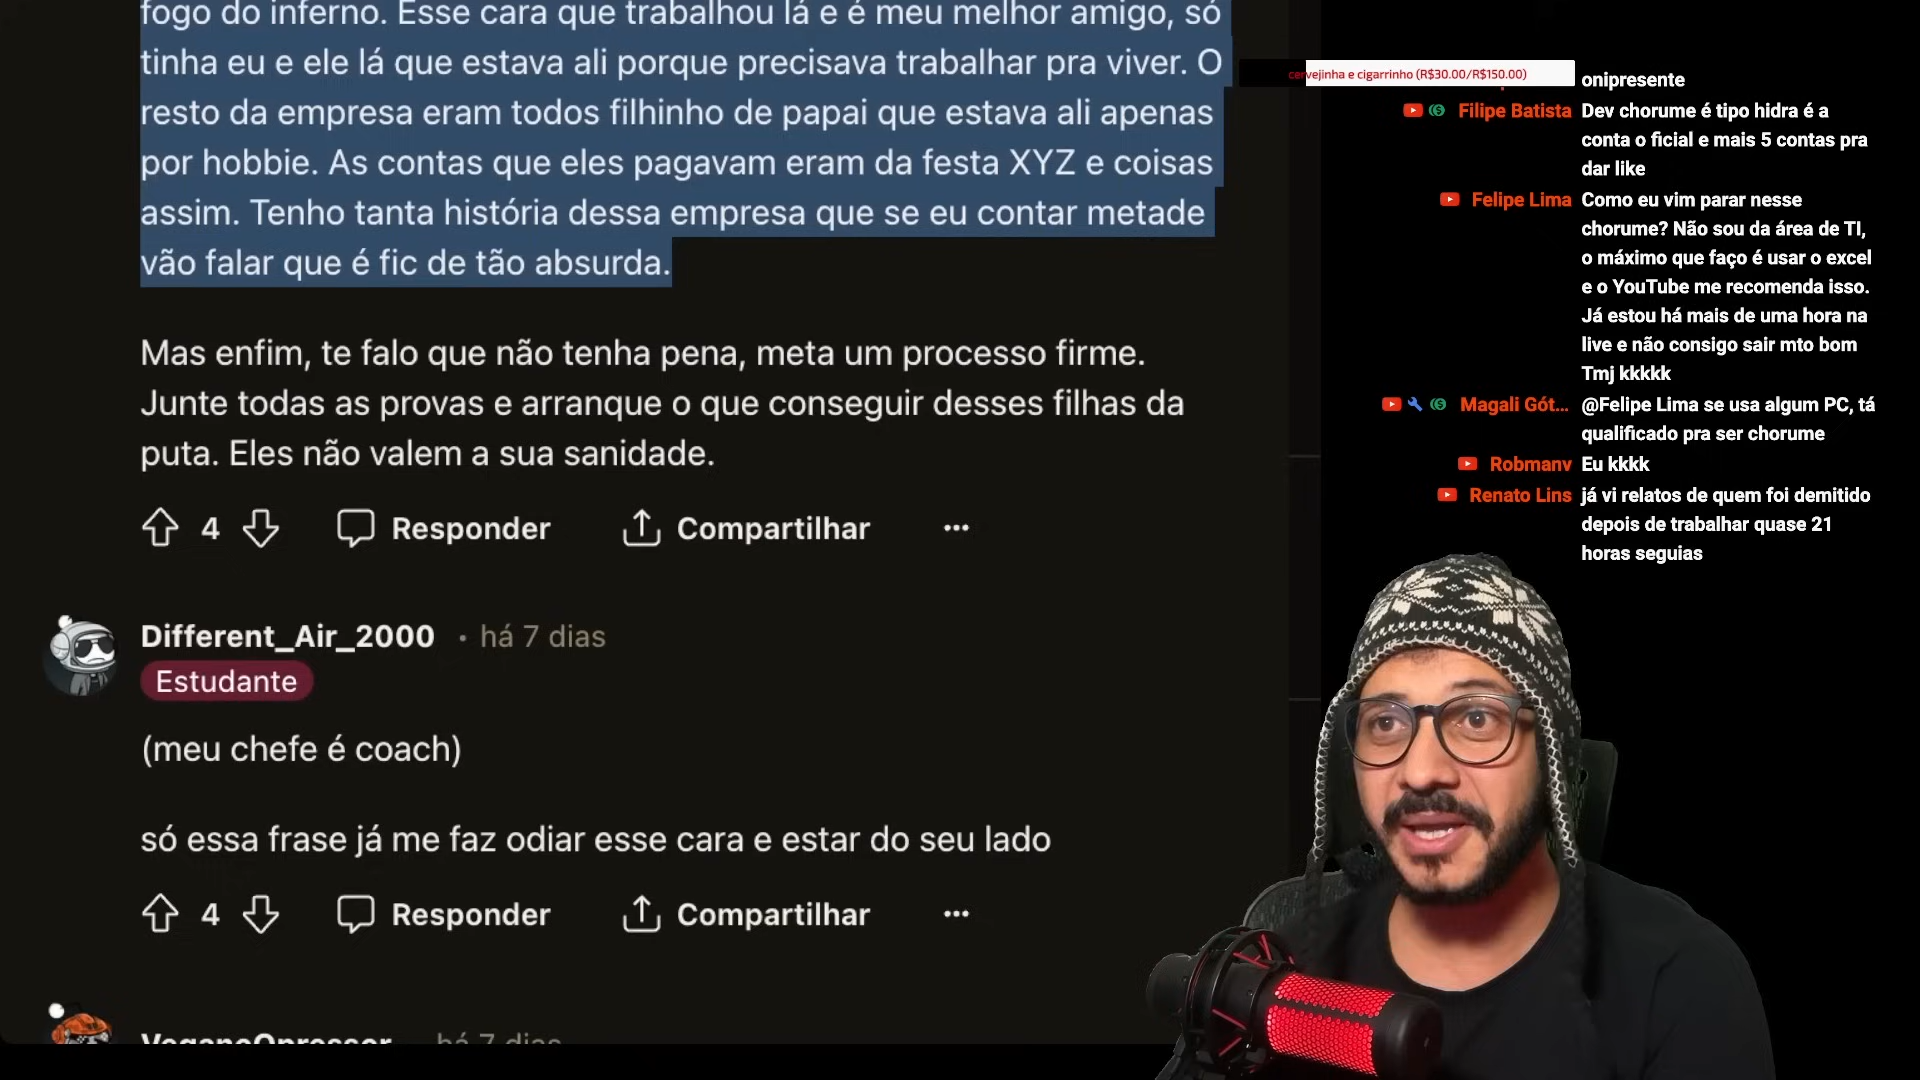 fogo do inferno. Esse cara que trabalhou lá e é meu melhor amigo, só
tinha eu e ele lá que estava ali porque precisava trabalhar pra viver. O
resto da empresa eram todos filhinho de papai que estava ali apenas
por hobbie. As contas que eles pagavam eram da festa XYZ e coisas
assim. Tenho tanta história dessa empresa que se eu contar metade
vão falar que é fic de tão absurda.
Mas enfim, te falo que não tenha pena, meta um processo firme.
Junte todas as provas e arranque o que conseguir desses filhas da
puta. Eles não valem a sua sanidade.
4 Responder Compartilhar ···
Different_Air_2000 • há 7 dias
Estudante
(meu chefe é coach)
só essa frase já me faz odiar esse cara e estar do seu lado
4 Responder Compartilhar ···
VeganoOpressor há 7 dias
cervejinha e cigarrinho (R$30.00/R$150.00)
onipresente
Filipe Batista Dev chorume é tipo hidra é a
conta o ficial e mais 5 contas pra
dar like
Felipe Lima Como eu vim parar nesse
chorume? Não sou da área de TI,
o máximo que faço é usar o excel
e o YouTube me recomenda isso.
Já estou há mais de uma hora na
live e não consigo sair mto bom
Tmj kkkkk
Magali Gót... @Felipe Lima se usa algum PC, tá
qualificado pra ser chorume
Robmanv Eu kkkk
Renato Lins já vi relatos de quem foi demitido
depois de trabalhar quase 21
horas seguias